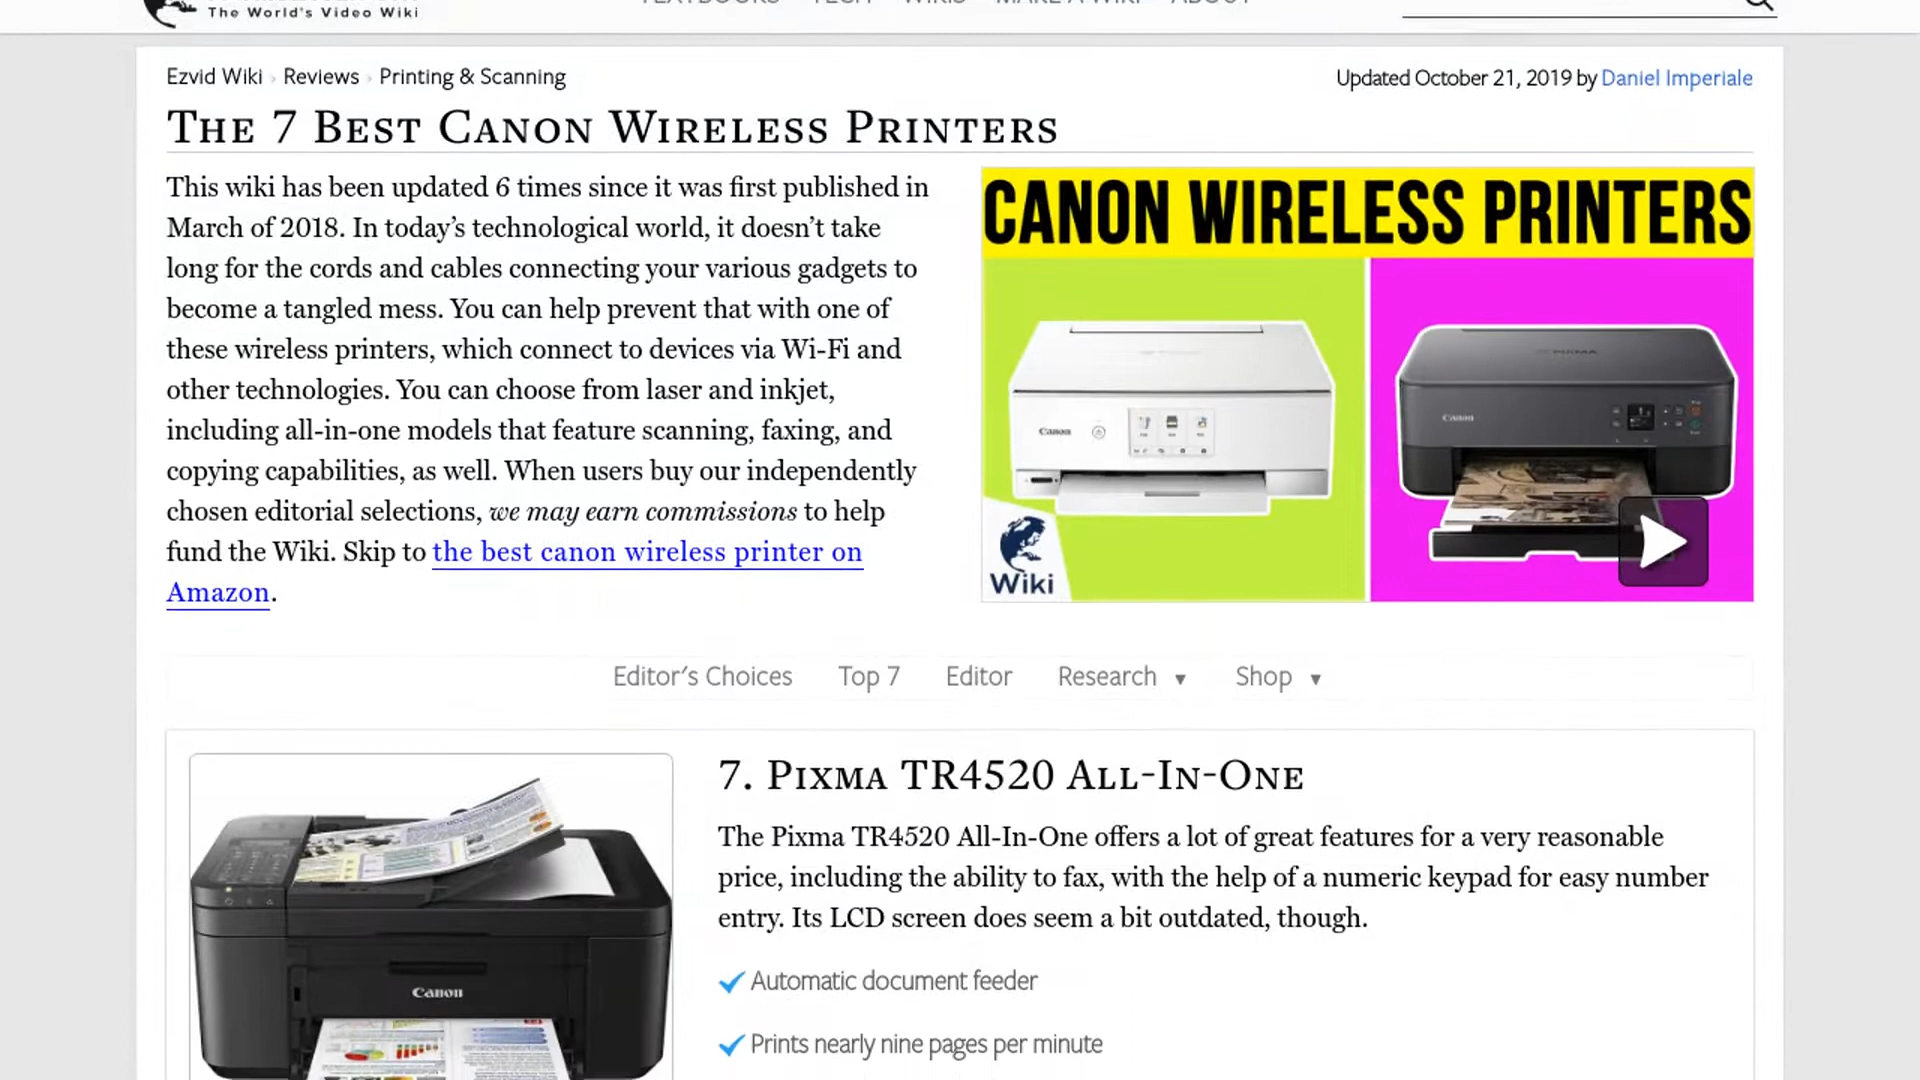 The World's Video Wiki
TEXTBOOKS TECH WIKIS MAKE A WIKI ABOUT
Ezvid Wiki › Reviews › Printing & Scanning
Updated October 21, 2019 by Daniel Imperiale
The 7 Best Canon Wireless Printers
This wiki has been updated 6 times since it was first published in
March of 2018. In today’s technological world, it doesn’t take
long for the cords and cables connecting your various gadgets to
become a tangled mess. You can help prevent that with one of
these wireless printers, which connect to devices via Wi-Fi and
other technologies. You can choose from laser and inkjet,
including all-in-one models that feature scanning, faxing, and
copying capabilities, as well. When users buy our independently
chosen editorial selections, we may earn commissions to help
fund the Wiki. Skip to the best canon wireless printer on
Amazon.
CANON WIRELESS PRINTERS
Canon
PIXMA
Canon
Wiki
Editor’s Choices Top 7 Editor Research ▼ Shop ▼
7. Pixma TR4520 All-In-One
The Pixma TR4520 All-In-One offers a lot of great features for a very reasonable
price, including the ability to fax, with the help of a numeric keypad for easy number
entry. Its LCD screen does seem a bit outdated, though.
Automatic document feeder
Prints nearly nine pages per minute
Canon